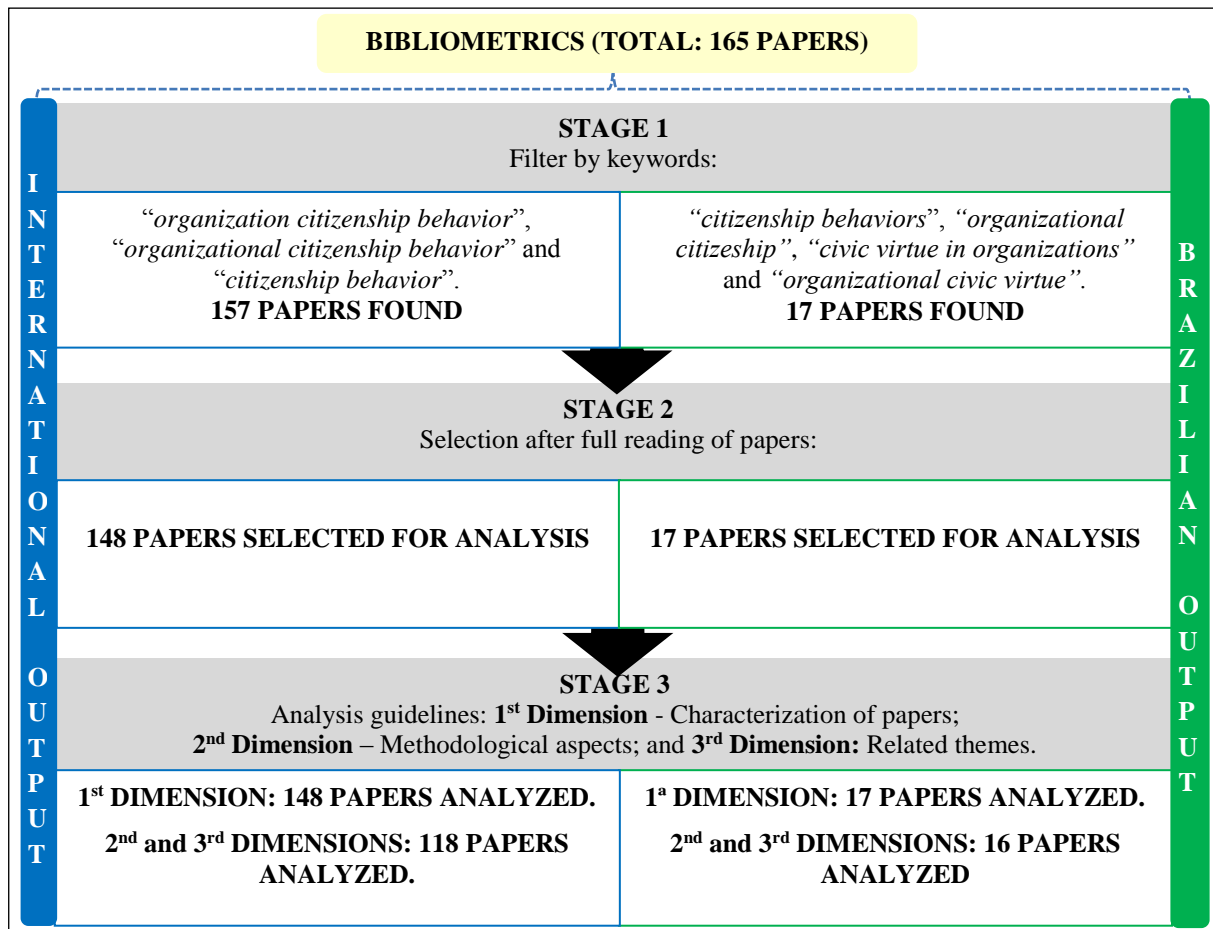 BIBLIOMETRICS (TOTAL: 165 PAPERS)
INTERNATIONAL OUTPUT
STAGE 1
Filter by keywords:
“organization citizenship behavior”,
“organizational citizenship behavior” and
“citizenship behavior”.
157 PAPERS FOUND
“citizenship behaviors”, “organizational
citizeship”, “civic virtue in organizations”
and “organizational civic virtue”.
17 PAPERS FOUND
STAGE 2
Selection after full reading of papers:
148 PAPERS SELECTED FOR ANALYSIS
17 PAPERS SELECTED FOR ANALYSIS
STAGE 3
Analysis guidelines: 1st Dimension - Characterization of papers;
2nd Dimension – Methodological aspects; and 3rd Dimension: Related themes.
1st DIMENSION: 148 PAPERS ANALYZED.
2nd and 3rd DIMENSIONS: 118 PAPERS
ANALYZED.
1ª DIMENSION: 17 PAPERS ANALYZED.
2nd and 3rd DIMENSIONS: 16 PAPERS
ANALYZED
BRAZILIAN OUTPUT